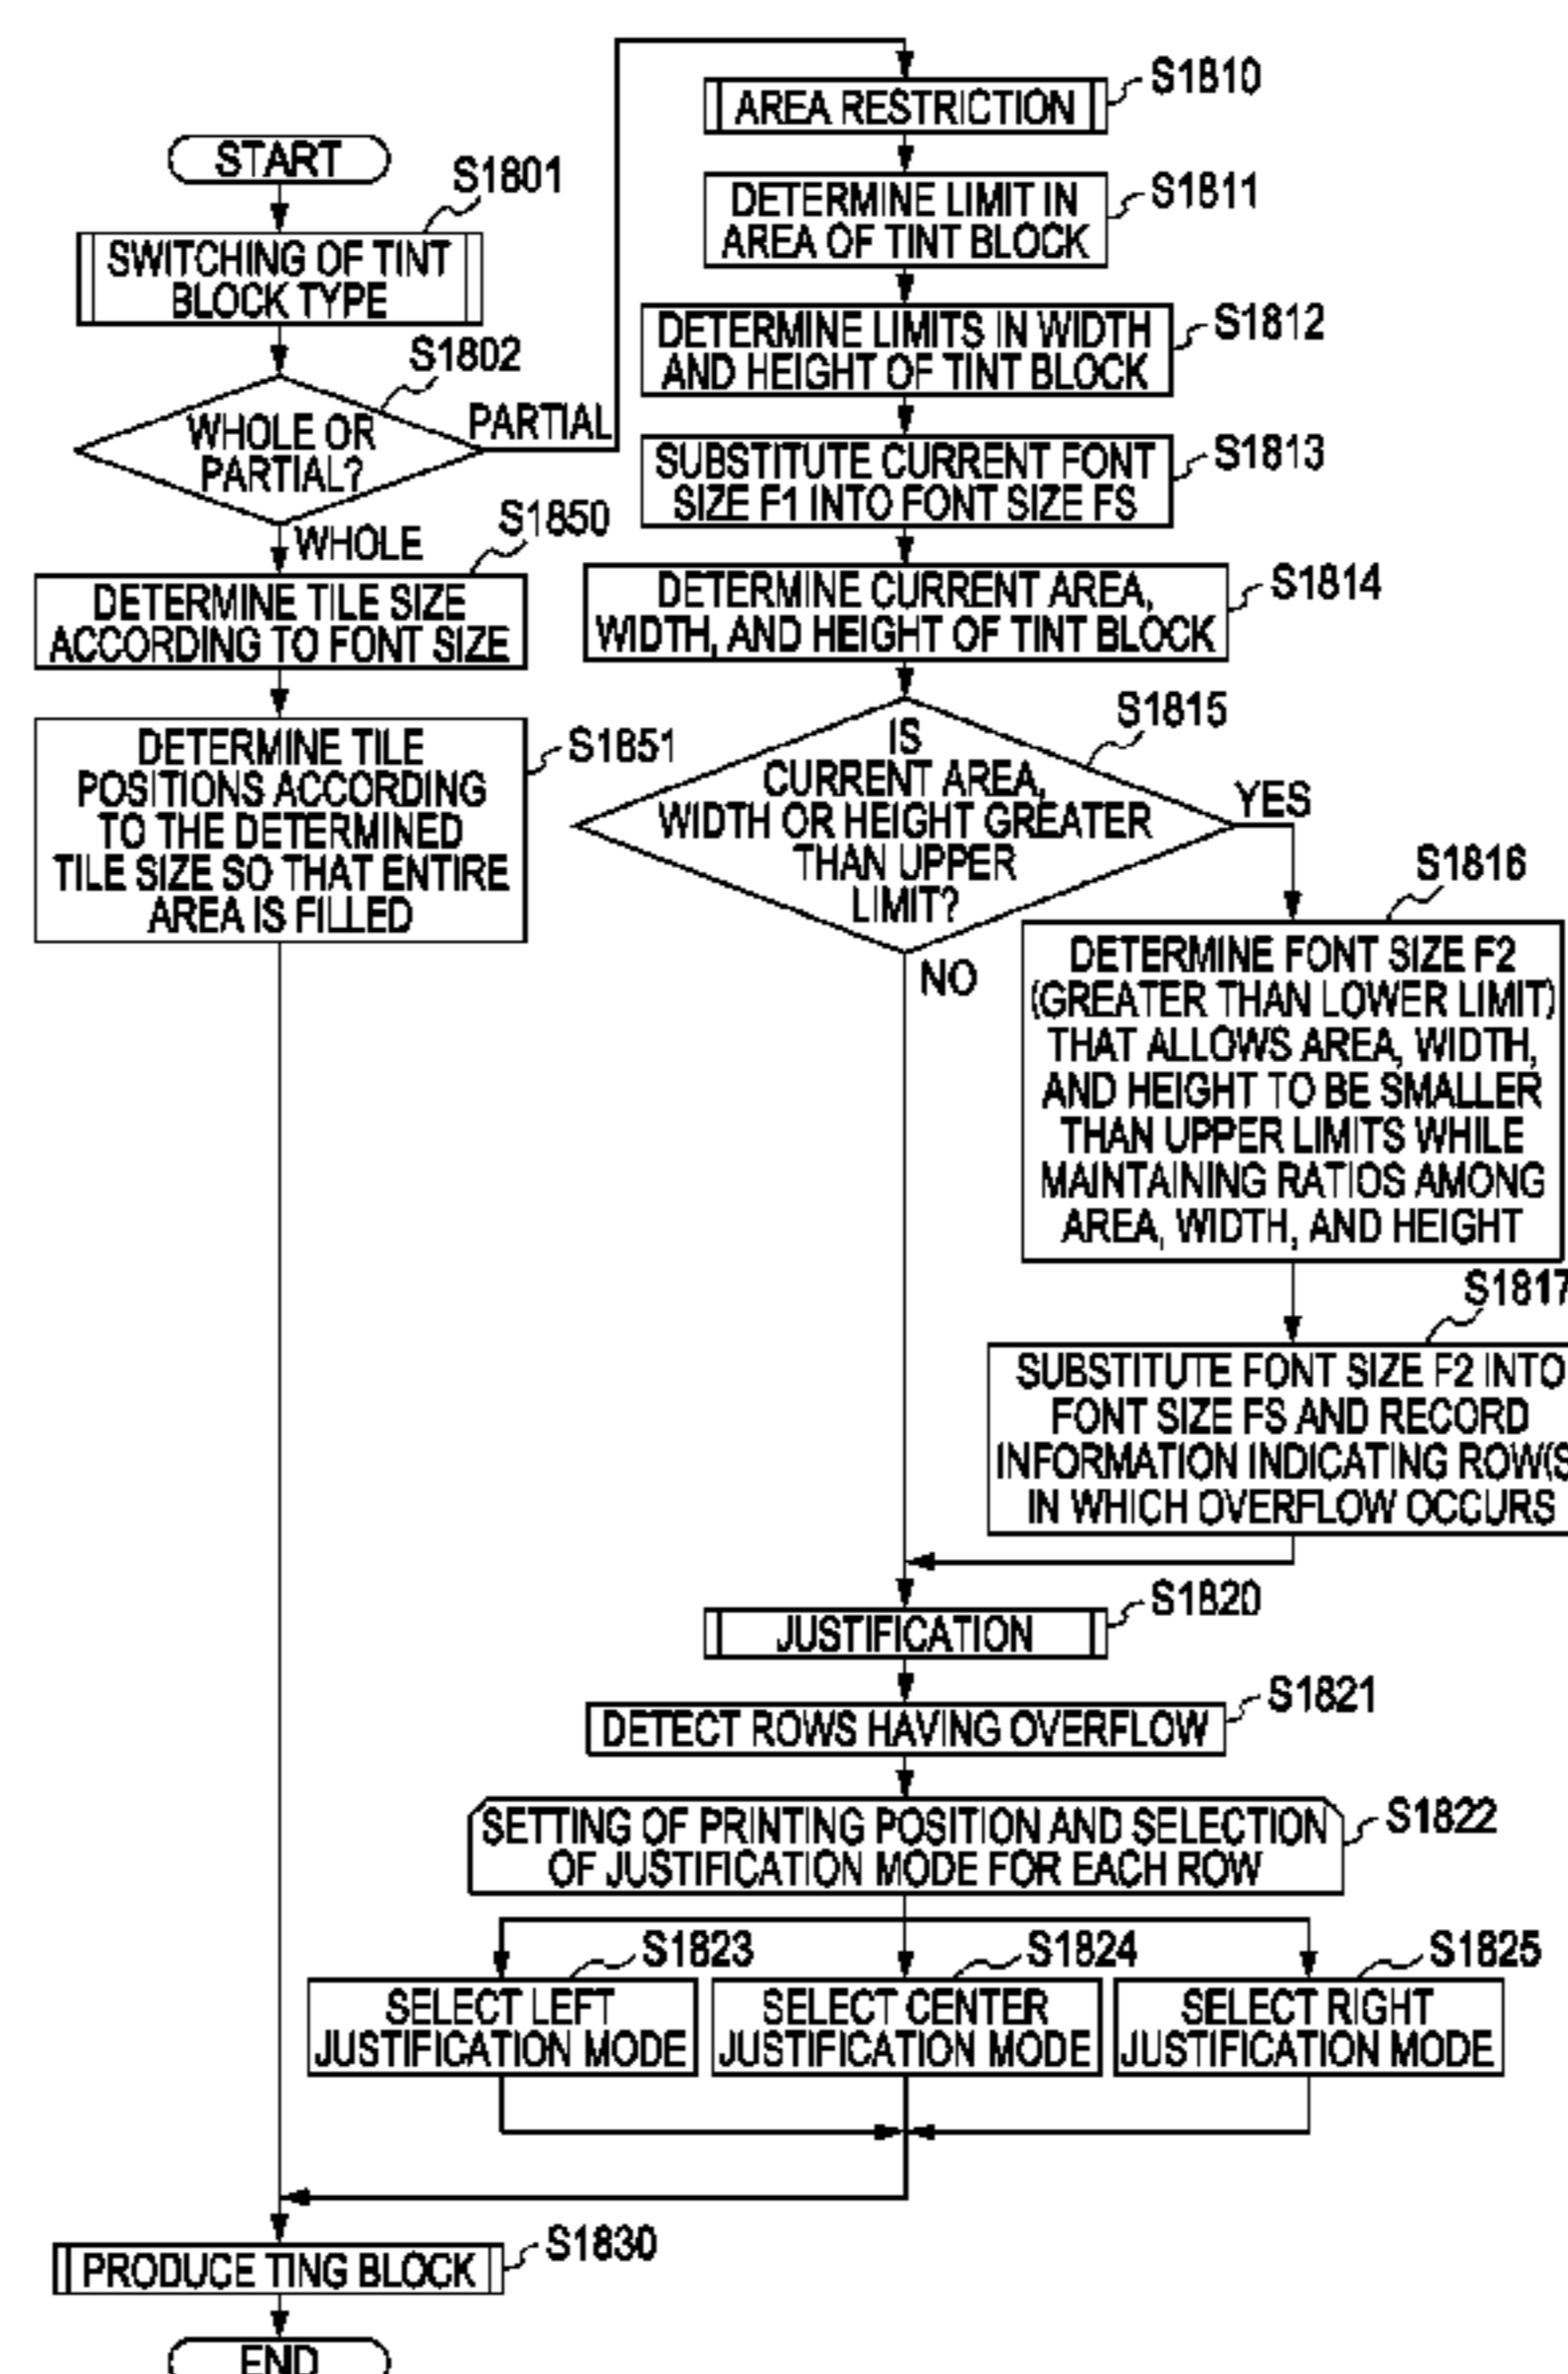 START
S1801
SWITCHING OF TINT
BLOCK TYPE
S1802
WHOLE OR
PARTIAL?
PARTIAL
WHOLE
S1850
DETERMINE TILE SIZE
ACCORDING TO FONT SIZE
DETERMINE TILE
POSITIONS ACCORDING
TO THE DETERMINED
TILE SIZE SO THAT ENTIRE
AREA IS FILLED
S1851
AREA RESTRICTION
S1810
DETERMINE LIMIT IN
AREA OF TINT BLOCK
S1811
DETERMINE LIMITS IN WIDTH
AND HEIGHT OF TINT BLOCK
S1812
SUBSTITUTE CURRENT FONT
SIZE F1 INTO FONT SIZE FS
S1813
DETERMINE CURRENT AREA,
WIDTH, AND HEIGHT OF TINT BLOCK
S1814
S1815
IS
CURRENT AREA,
WIDTH OR HEIGHT GREATER
THAN UPPER
LIMIT?
YES
NO
S1816
DETERMINE FONT SIZE F2
(GREATER THAN LOWER LIMIT)
THAT ALLOWS AREA, WIDTH,
AND HEIGHT TO BE SMALLER
THAN UPPER LIMITS WHILE
MAINTAINING RATIOS AMONG
AREA, WIDTH, AND HEIGHT
S1817
SUBSTITUTE FONT SIZE F2 INTO
FONT SIZE FS AND RECORD
INFORMATION INDICATING ROW(S
IN WHICH OVERFLOW OCCURS
JUSTIFICATION
S1820
DETECT ROWS HAVING OVERFLOW
S1821
SETTING OF PRINTING POSITION AND SELECTION
OF JUSTIFICATION MODE FOR EACH ROW
S1822
S1823
SELECT LEFT
JUSTIFICATION MODE
S1824
SELECT CENTER
JUSTIFICATION MODE
S1825
SELECT RIGHT
JUSTIFICATION MODE
PRODUCE TING BLOCK
S1830
END